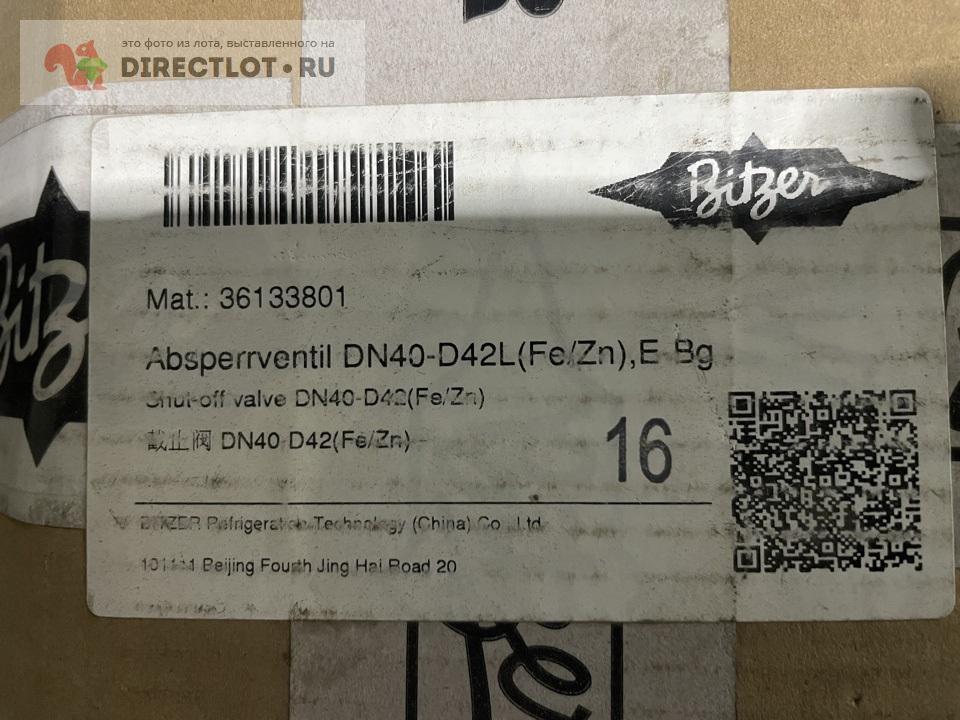 это фото из лота, выставленного на
DIRECTLOT.RU
Bitzer
Mat.: 36133801
Absperrventil DN40-D42L(Fe/Zn),E Bg
Shut-off valve DN40-D42(Fe/Zn)
截止阀 DN40 D42(Fe/Zn)
16
BITZER Refrigeration Technology (China) Co., Ltd.
Beijing Fourth Jing Hai Road 20